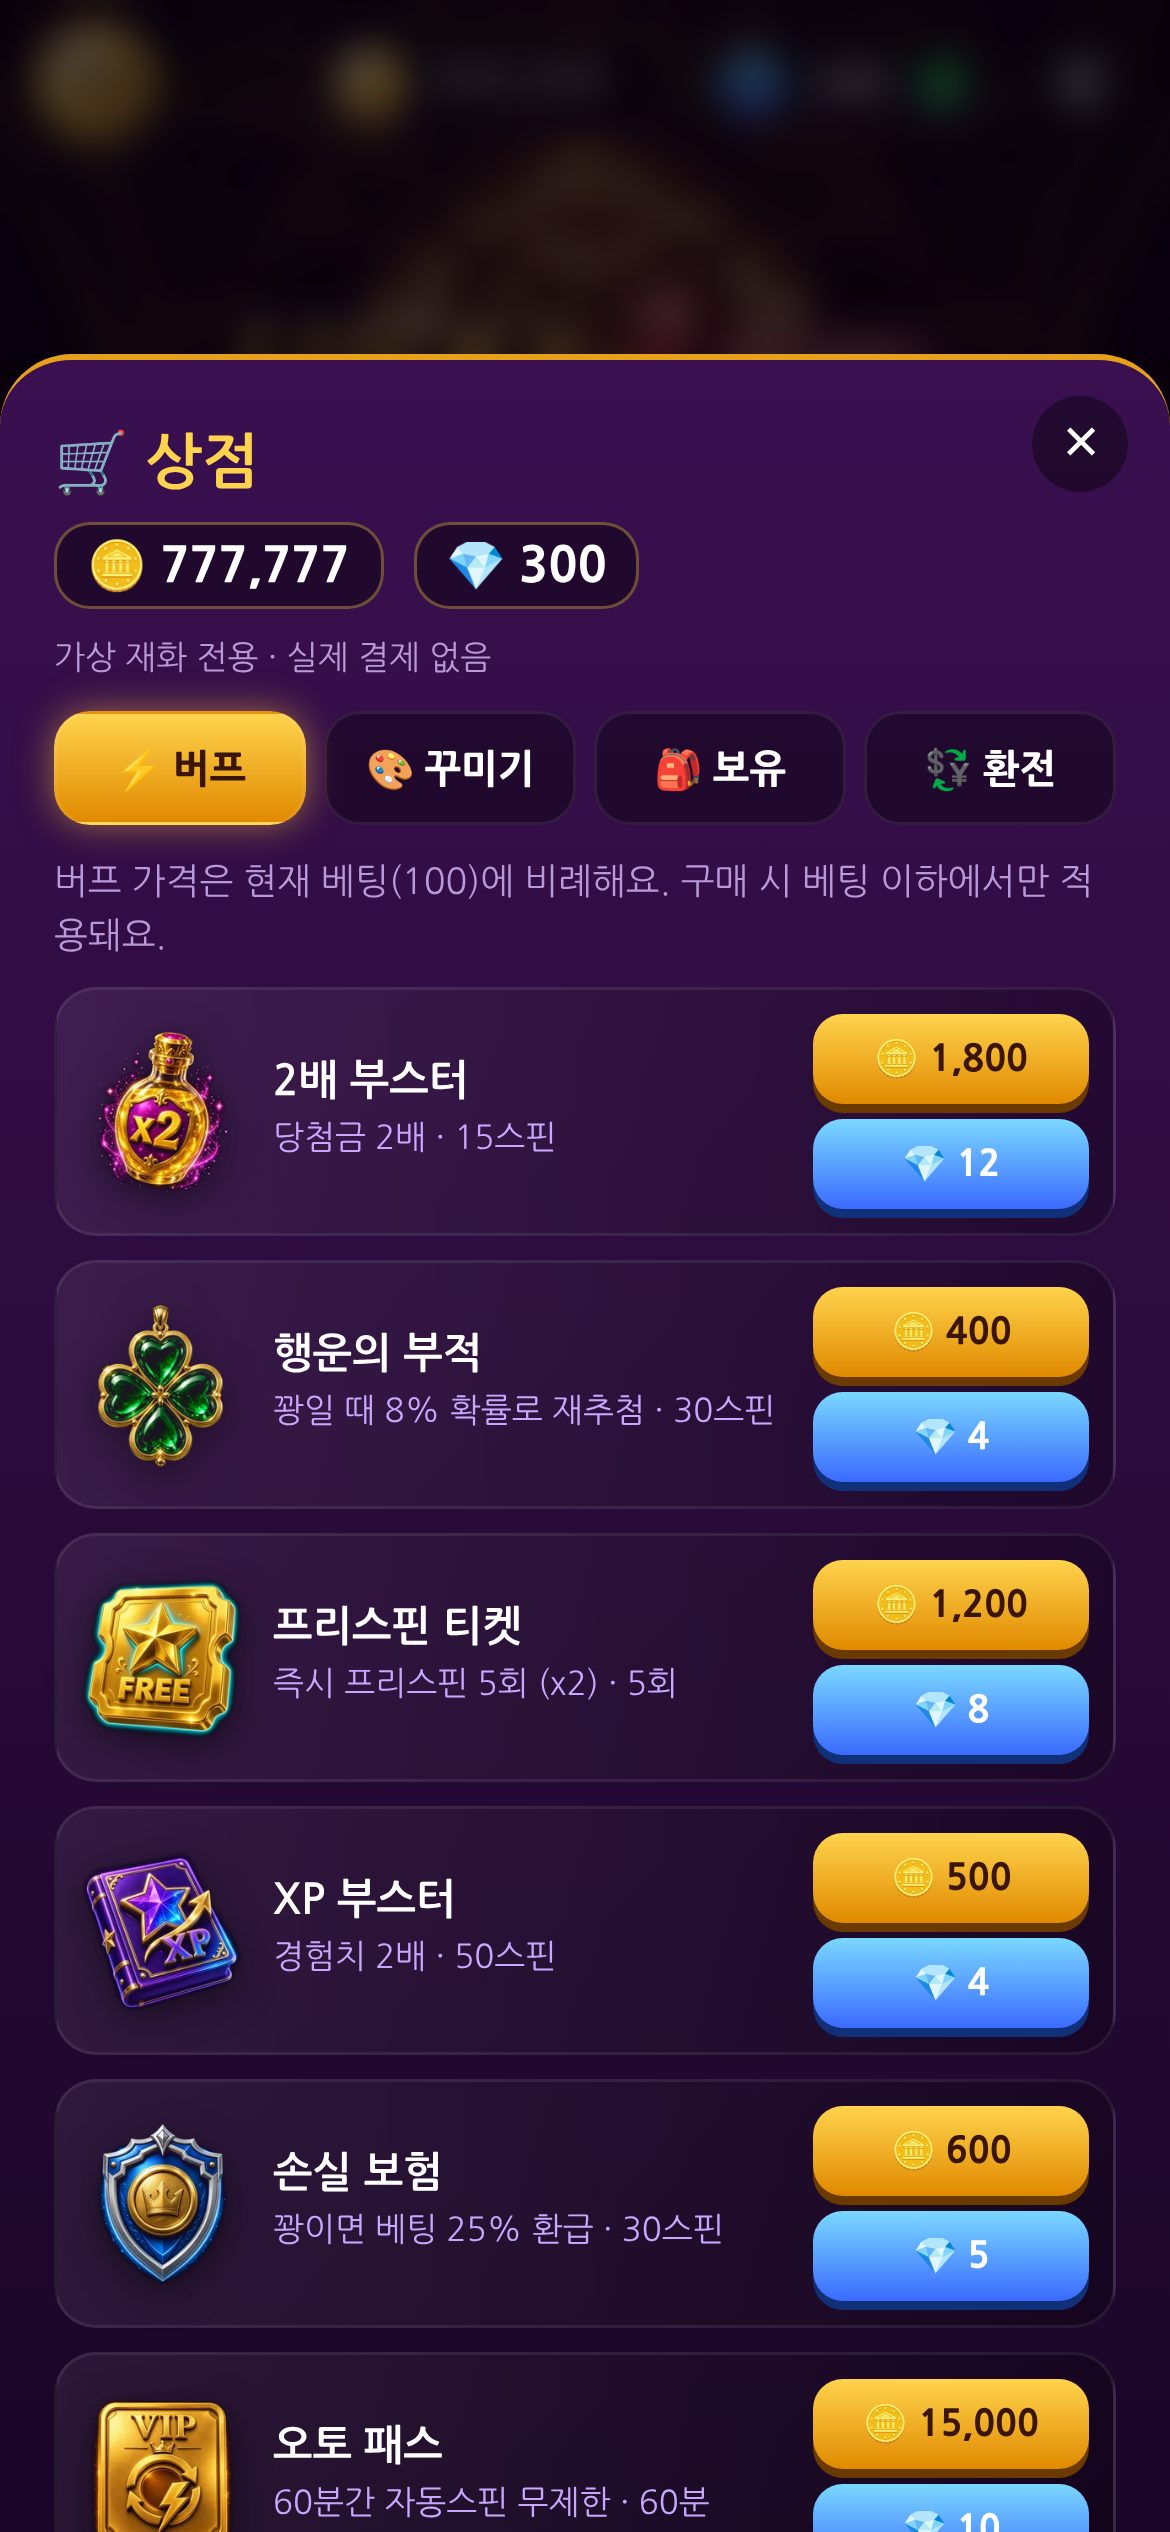 🛒 상점
777,777 300
가상 재화 전용 · 실제 결제 없음
⚡ 버프 🎨 꾸미기 🎒 보유 💱 환전
버프 가격은 현재 베팅(100)에 비례해요. 구매 시 베팅 이하에서만 적
용돼요.
x2
2배 부스터
당첨금 2배 · 15스핀
1,800
12
행운의 부적
꽝일 때 8% 확률로 재추첨 · 30스핀
400
4
FREE
프리스핀 티켓
즉시 프리스핀 5회 (x2) · 5회
1,200
8
XP
XP 부스터
경험치 2배 · 50스핀
500
4
손실 보험
꽝이면 베팅 25% 환급 · 30스핀
600
5
VIP
오토 패스
60분간 자동스핀 무제한 · 60분
15,000
10